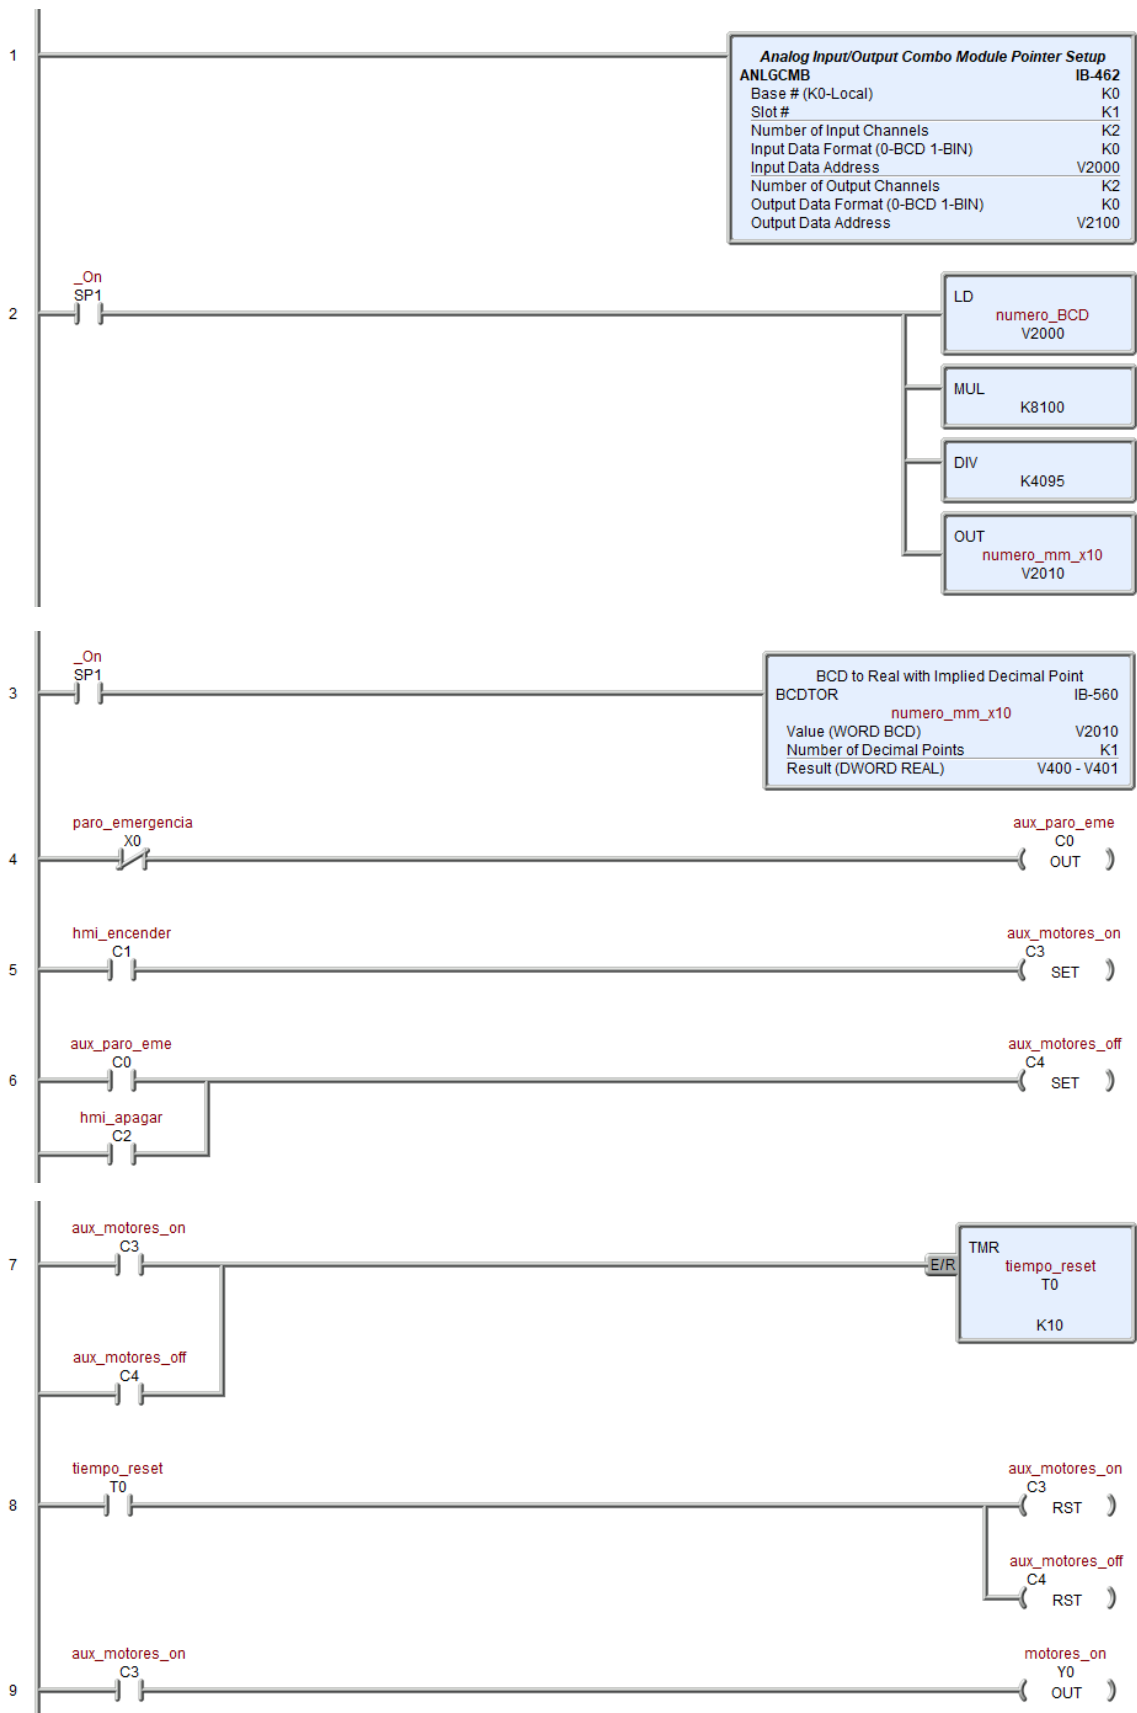 1
Analog Input/Output Combo Module Pointer Setup
ANLGCMB IB-462
Base # (K0-Local) K0
Slot # K1
Number of Input Channels K2
Input Data Format (0-BCD 1-BIN) K0
Input Data Address V2000
Number of Output Channels K2
Output Data Format (0-BCD 1-BIN) K0
Output Data Address V2100
2
_On
SP1
LD
numero_BCD
V2000
MUL
K8100
DIV
K4095
OUT
numero_mm_x10
V2010
3
_On
SP1
BCD to Real with Implied Decimal Point
BCDTOR IB-560
numero_mm_x10
Value (WORD BCD) V2010
Number of Decimal Points K1
Result (DWORD REAL) V400 - V401
4
paro_emergencia
X0
aux_paro_eme
C0
OUT
5
hmi_encender
C1
aux_motores_on
C3
SET
6
aux_paro_eme
C0
aux_motores_off
C4
SET
hmi_apagar
C2
7
aux_motores_on
C3
E/R
TMR
tiempo_reset
T0
K10
aux_motores_off
C4
8
tiempo_reset
T0
aux_motores_on
C3
RST
aux_motores_off
C4
RST
9
aux_motores_on
C3
motores_on
Y0
OUT